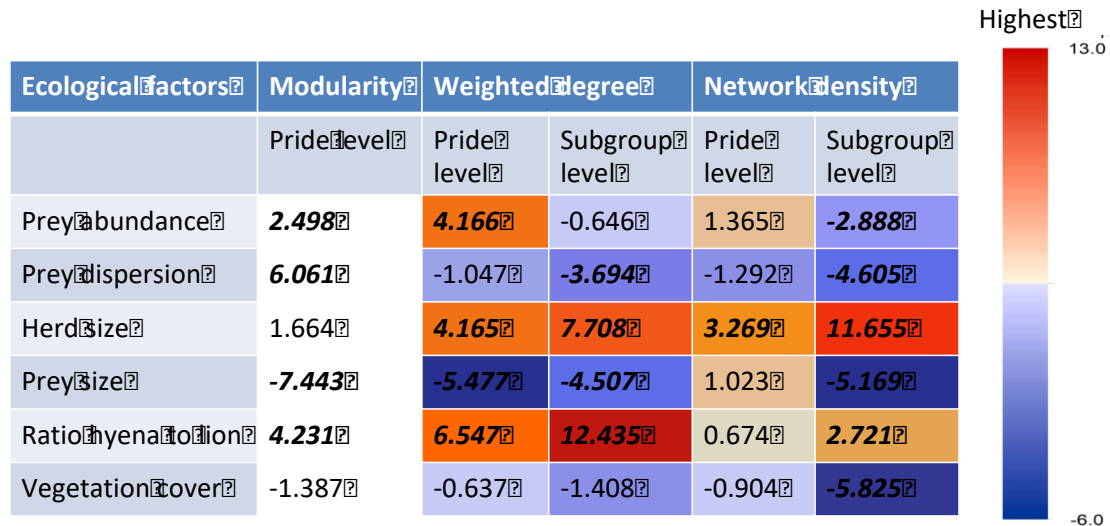 Highest
13.0
Ecological factors Modularity Weighted degree Network density
Pride level Pride level Subgroup level Pride level Subgroup level
Prey abundance 2.498 4.166 -0.646 1.365 -2.888
Prey dispersion 6.061 -1.047 -3.694 -1.292 -4.605
Herd size 1.664 4.165 7.708 3.269 11.655
Prey size -7.443 -5.477 -4.507 1.023 -5.169
Ratio hyena to lion 4.231 6.547 12.435 0.674 2.721
Vegetation cover -1.387 -0.637 -1.408 -0.904 -5.825
-6.0